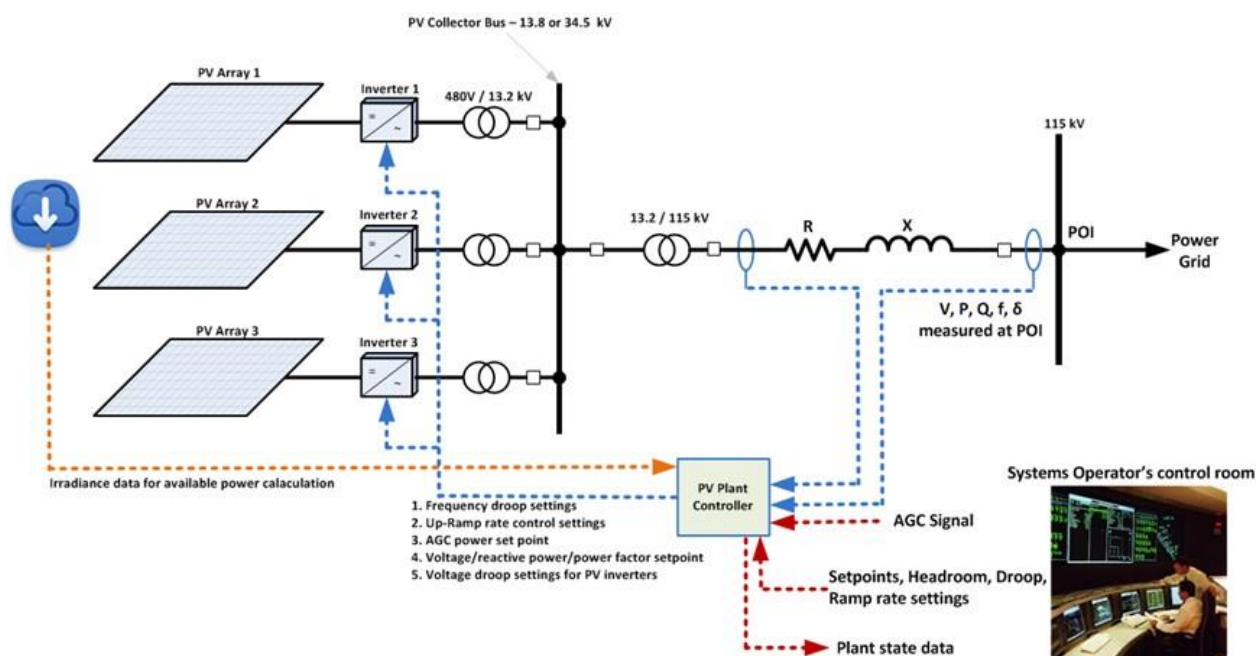 PV Collector Bus – 13.8 or 34.5 kV
PV Array 1
Inverter 1
480V / 13.2 kV
115 kV
=
~
PV Array 2
Inverter 2
13.2 / 115 kV
R
X
POI
Power
Grid
=
~
V, P, Q, f, δ
measured at POI
PV Array 3
Inverter 3
=
~
Irradiance data for available power calaculation
PV Plant
Controller
Systems Operator's control room
1. Frequency droop settings
2. Up-Ramp rate control settings
3. AGC power set point
4. Voltage/reactive power/power factor setpoint
5. Voltage droop settings for PV inverters
AGC Signal
Setpoints, Headroom, Droop,
Ramp rate settings
Plant state data